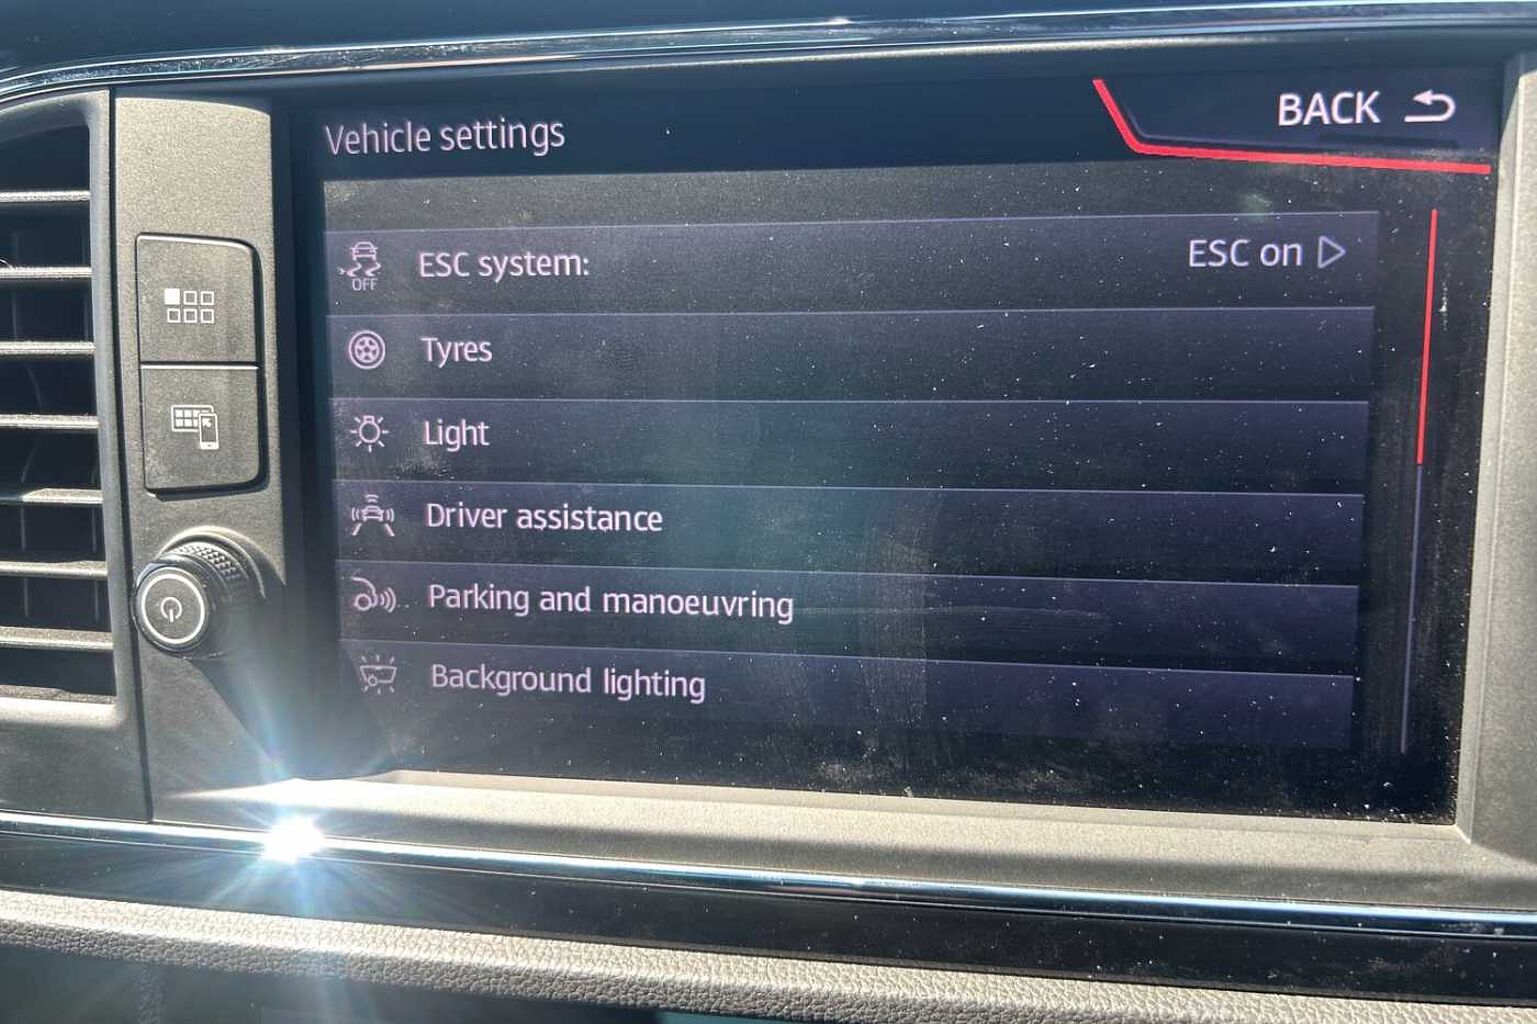 Vehicle settings
BACK
ESC system:
ESC on
OFF
Tyres
Light
Driver assistance
Parking and manoeuvring
Background lighting